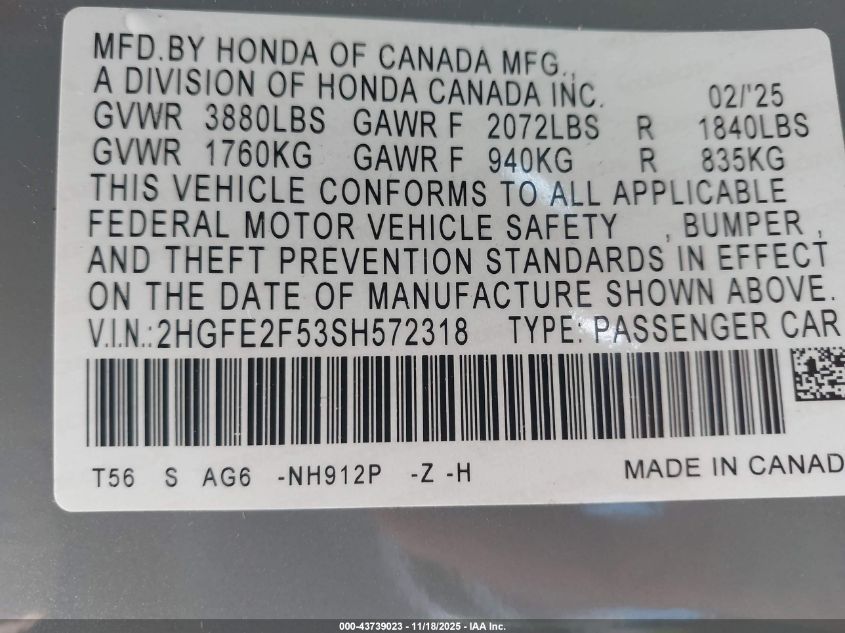 MFD.BY HONDA OF CANADA MFG.,
A DIVISION OF HONDA CANADA INC. 02/'25
GVWR 3880LBS GAWR F 2072LBS R 1840LBS
GVWR 1760KG GAWR F 940KG R 835KG
THIS VEHICLE CONFORMS TO ALL APPLICABLE
FEDERAL MOTOR VEHICLE SAFETY , BUMPER ,
AND THEFT PREVENTION STANDARDS IN EFFECT
ON THE DATE OF MANUFACTURE SHOWN ABOVE.
V.I.N.:2HGFE2F53SH572318 TYPE: PASSENGER CAR
T56 S AG6 -NH912P -Z -H MADE IN CANAD
000-43739023 - 11/18/2025 - IAA Inc.